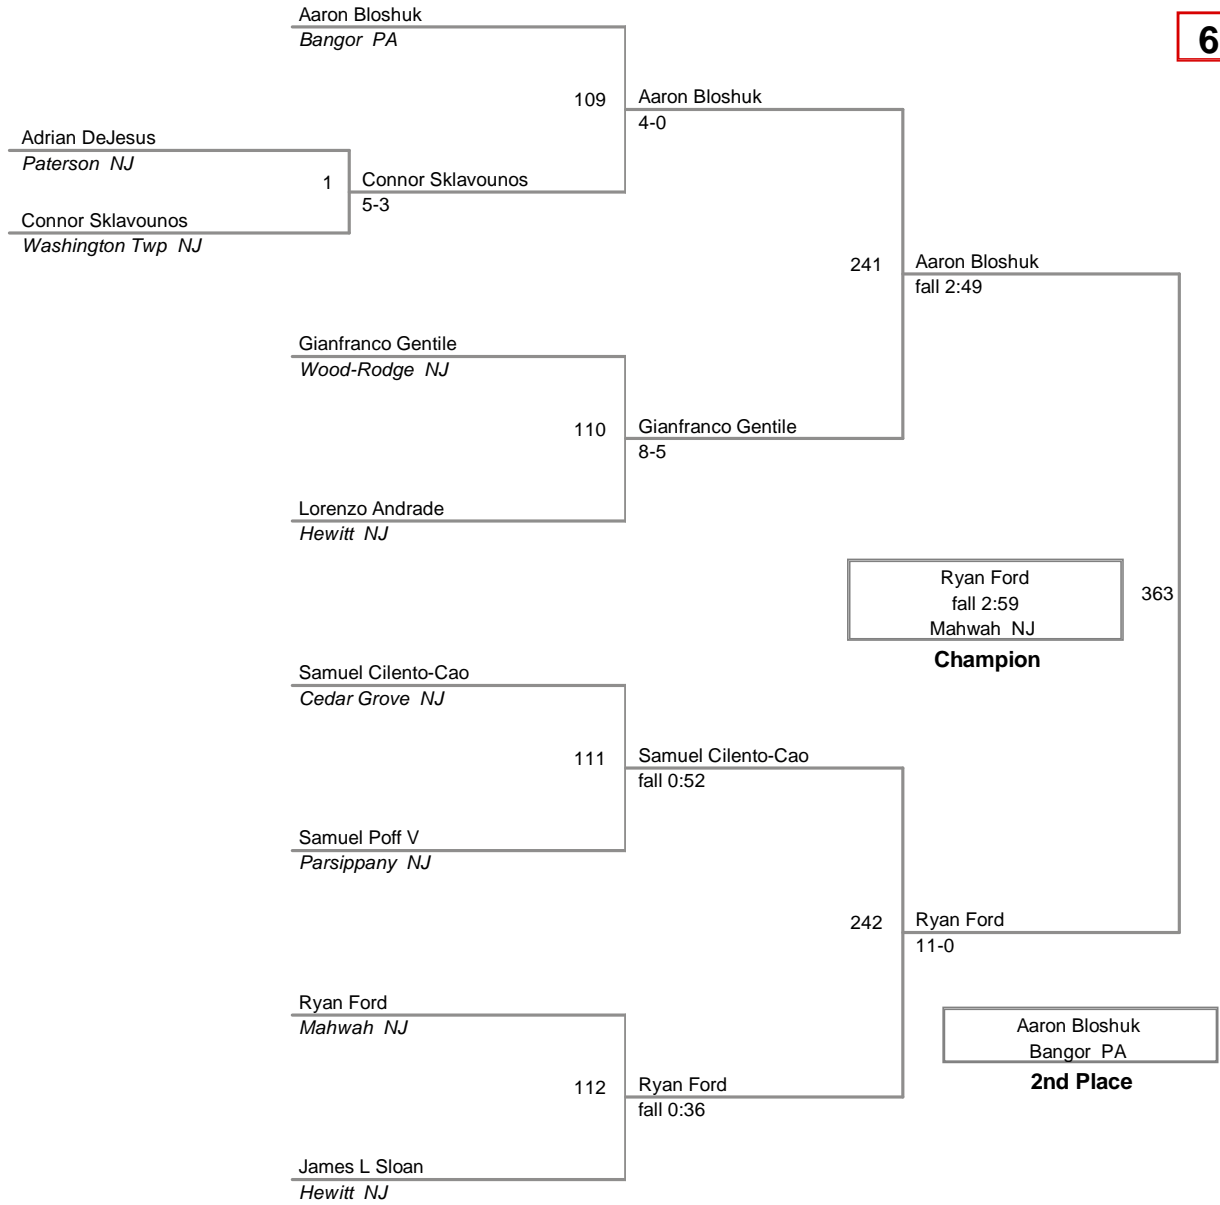 Aaron Bloshuk
Bangor PA
6
109
Aaron Bloshuk
4-0
Adrian DeJesus
Paterson NJ
1
Connor Sklavounos
5-3
Connor Sklavounos
Washington Twp NJ
241
Aaron Bloshuk
fall 2:49
Gianfranco Gentile
Wood-Rodge NJ
110
Gianfranco Gentile
8-5
Lorenzo Andrade
Hewitt NJ
Ryan Ford
fall 2:59
Mahwah NJ
Champion
363
Samuel Cilento-Cao
Cedar Grove NJ
111
Samuel Cilento-Cao
fall 0:52
Samuel Poff V
Parsippany NJ
242
Ryan Ford
11-0
Ryan Ford
Mahwah NJ
Aaron Bloshuk
Bangor PA
2nd Place
112
Ryan Ford
fall 0:36
James L Sloan
Hewitt NJ